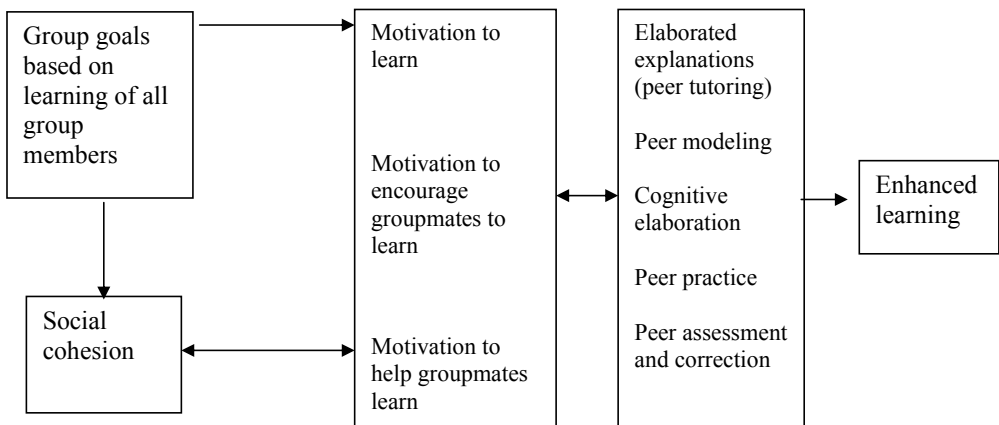 Group goals
based on
learning of all
group
members
Social
cohesion
Motivation to
learn
Motivation to
encourage
groupmates to
learn
Motivation to
help groupmates
learn
Elaborated
explanations
(peer tutoring)
Peer modeling
Cognitive
elaboration
Peer practice
Peer assessment
and correction
Enhanced
learning